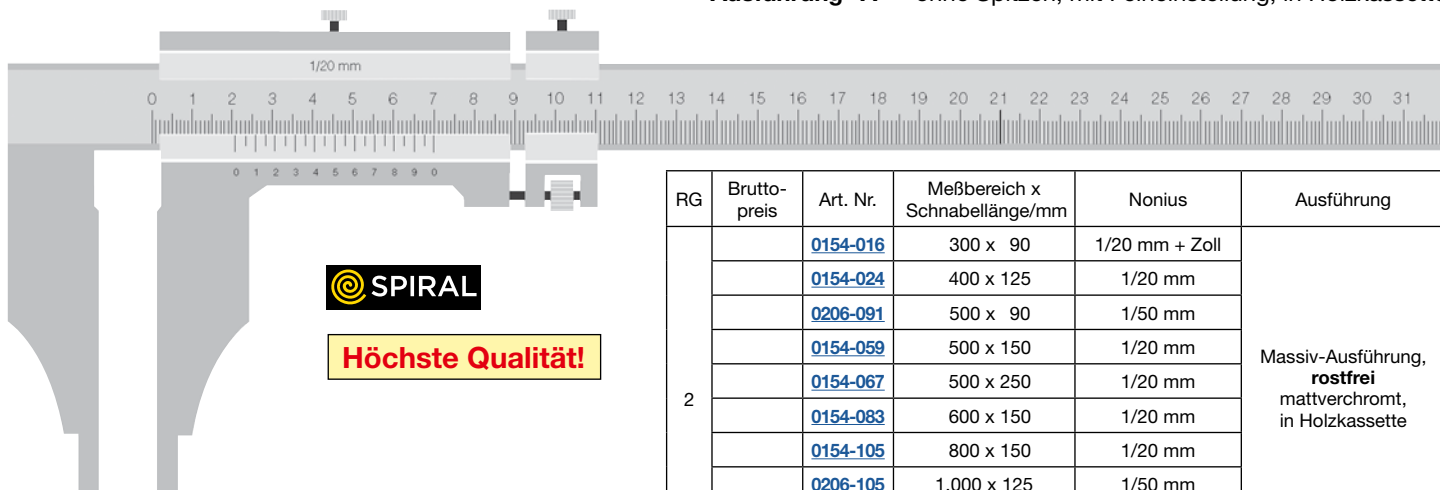 1/20 mm
0 1 2 3 4 5 6 7 8 9 10 11 12 13 14 15 16 17 18 19 20 21 22 23 24 25 26 27 28 29 30 31
0 1 2 3 4 5 6 7 8 9 0
SPIRAL
Höchste Qualität!
RG Brutto-preis Art. Nr. Meßbereich x Schnabellänge/mm Nonius Ausführung
0154-016 300 x 90 1/20 mm + Zoll
0154-024 400 x 125 1/20 mm
0206-091 500 x 90 1/50 mm
0154-059 500 x 150 1/20 mm
0154-067 500 x 250 1/20 mm
0154-083 600 x 150 1/20 mm
0154-105 800 x 150 1/20 mm
0206-105 1.000 x 125 1/50 mm
2
Massiv-Ausführung,
rostfrei
mattverchromt,
in Holzkassette